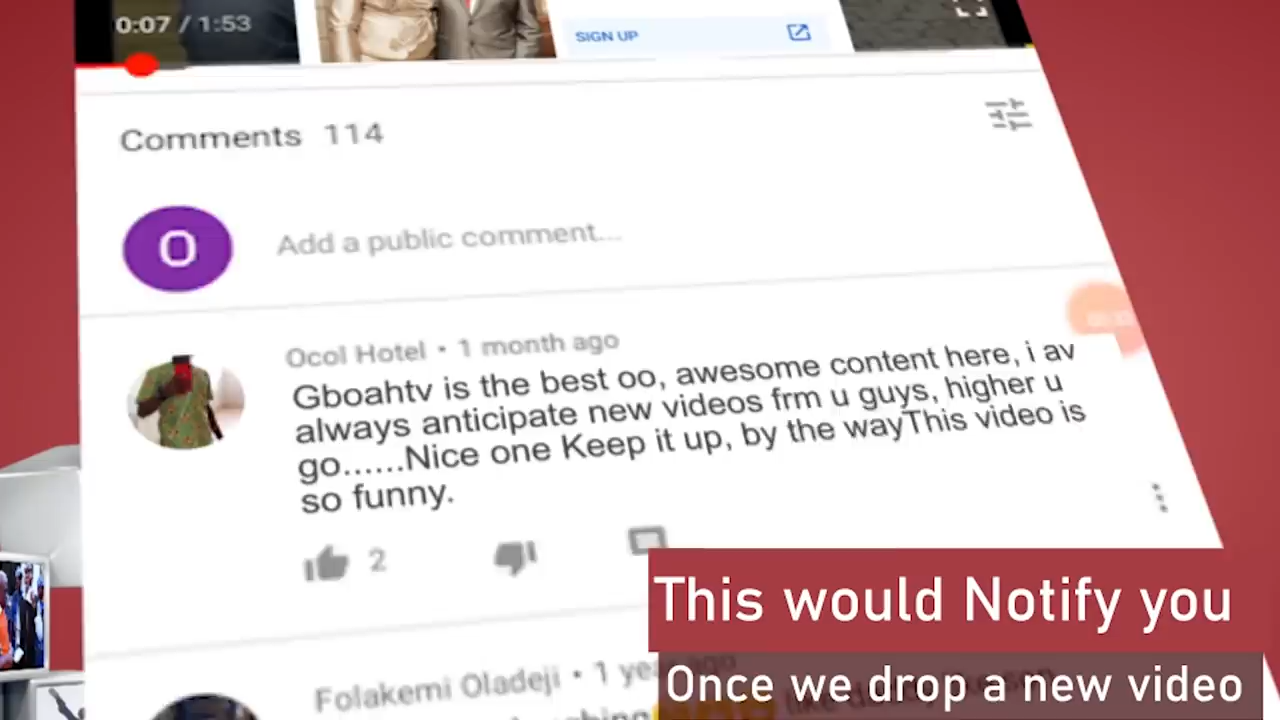 0:07 / 1:53
SIGN UP
Comments 114
O
Add a public comment...
Ocol Hotel • 1 month ago
Gboahtv is the best oo, awesome content here, i av
always anticipate new videos frm u guys, higher u
go......Nice one Keep it up, by the wayThis video is
so funny.
2
This would Notify you
Folakemi Oladeji • 1 year ago
Once we drop a new video